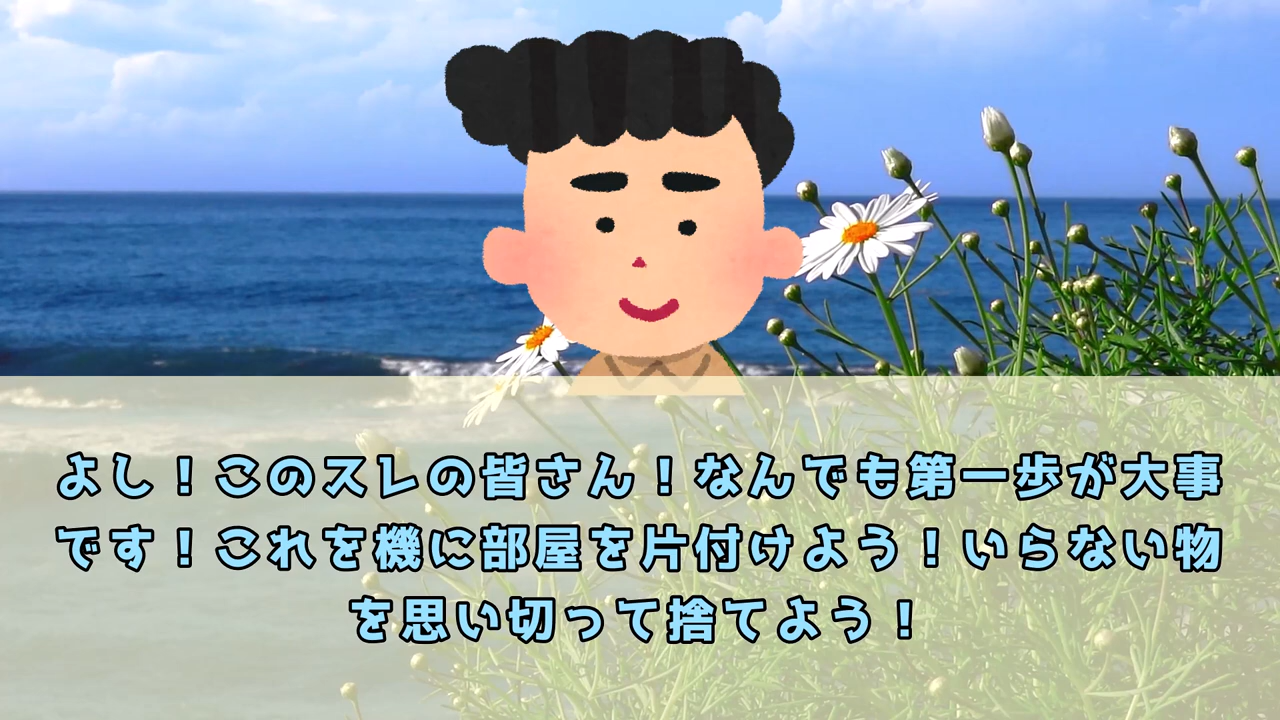 よし！このスレの皆さん！なんでも第一歩が大事
です！これを機に部屋を片付けよう！いらない物
を思い切って捨てよう！